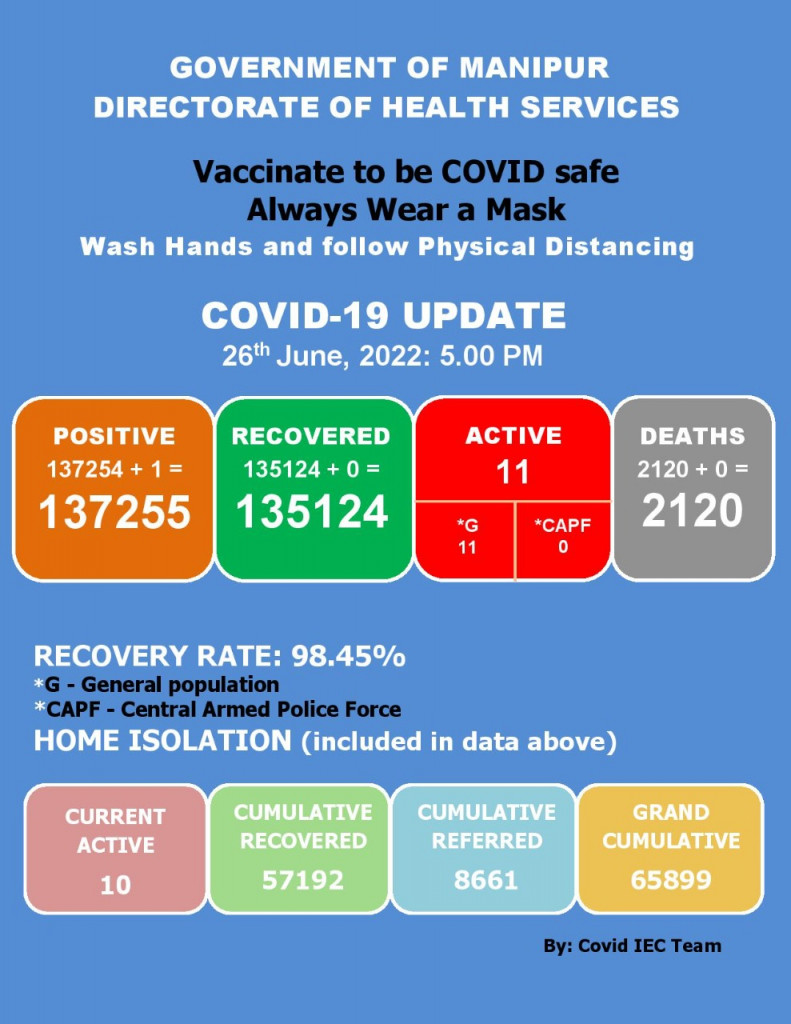 GOVERNMENT OF MANIPUR
DIRECTORATE OF HEALTH SERVICES
Vaccinate to be COVID safe
Always Wear a Mask
Wash Hands and follow Physical Distancing
COVID-19 UPDATE
26th June, 2022: 5.00 PM
POSITIVE
137254 + 1 =
137255
RECOVERED
135124 + 0 =
135124
ACTIVE
11
*G
11
*CAPF
0
DEATHS
2120 + 0 =
2120
RECOVERY RATE: 98.45%
*G - General population
*CAPF - Central Armed Police Force
HOME ISOLATION (included in data above)
CURRENT
ACTIVE
10
CUMULATIVE
RECOVERED
57192
CUMULATIVE
REFERRED
8661
GRAND
CUMULATIVE
65899
By: Covid IEC Team